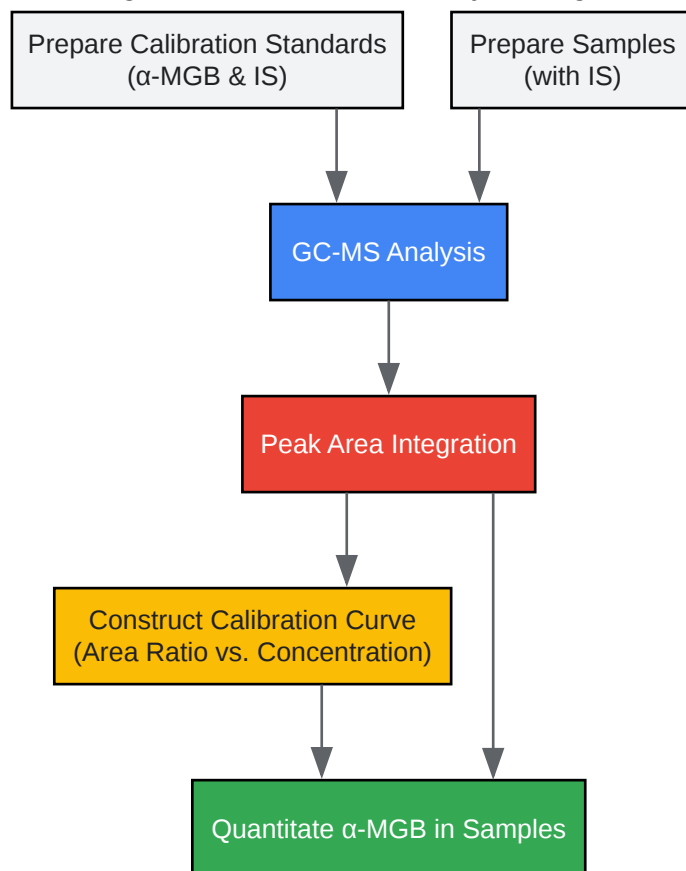 Prepare Calibration Standards
(α-MGB & IS)
Prepare Samples
(with IS)
GC-MS Analysis
Peak Area Integration
Construct Calibration Curve
(Area Ratio vs. Concentration)
Quantitate α-MGB in Samples